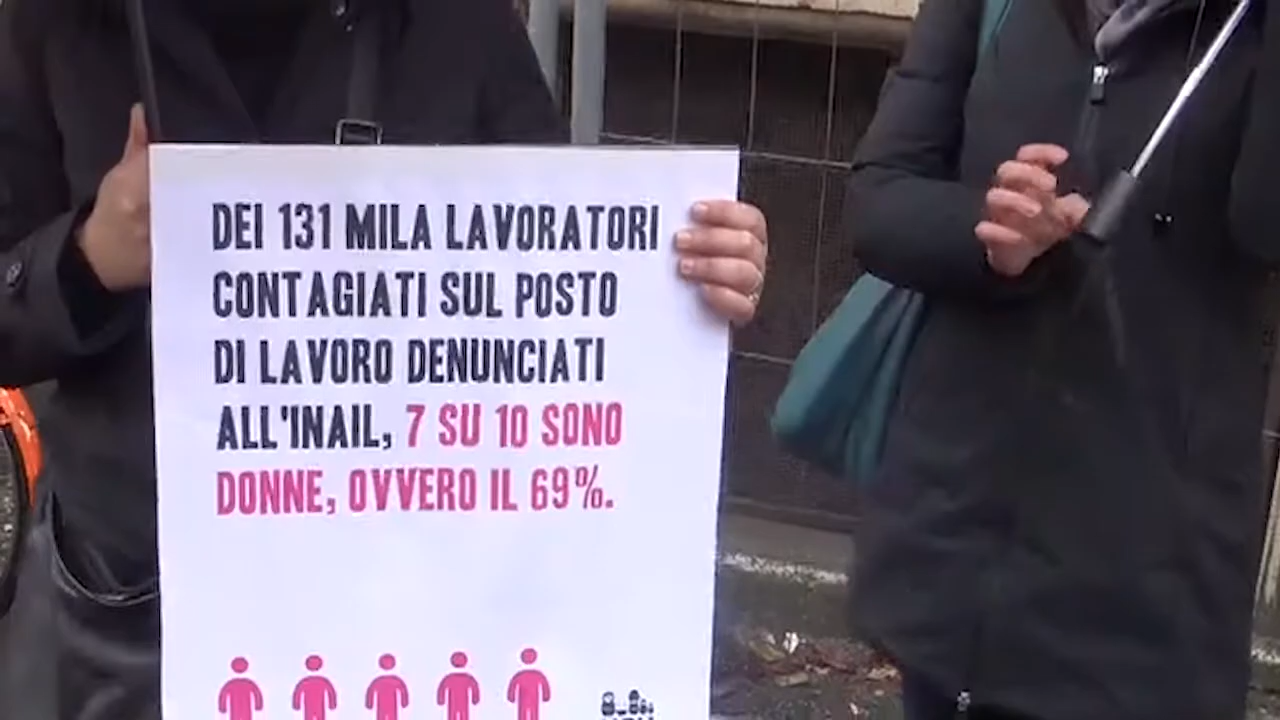 DEI 131 MILA LAVORATORI
CONTAGIATI SUL POSTO
DI LAVORO DENUNCIATI
ALL'INAIL, 7 SU 10 SONO
DONNE, OVVERO IL 69%.